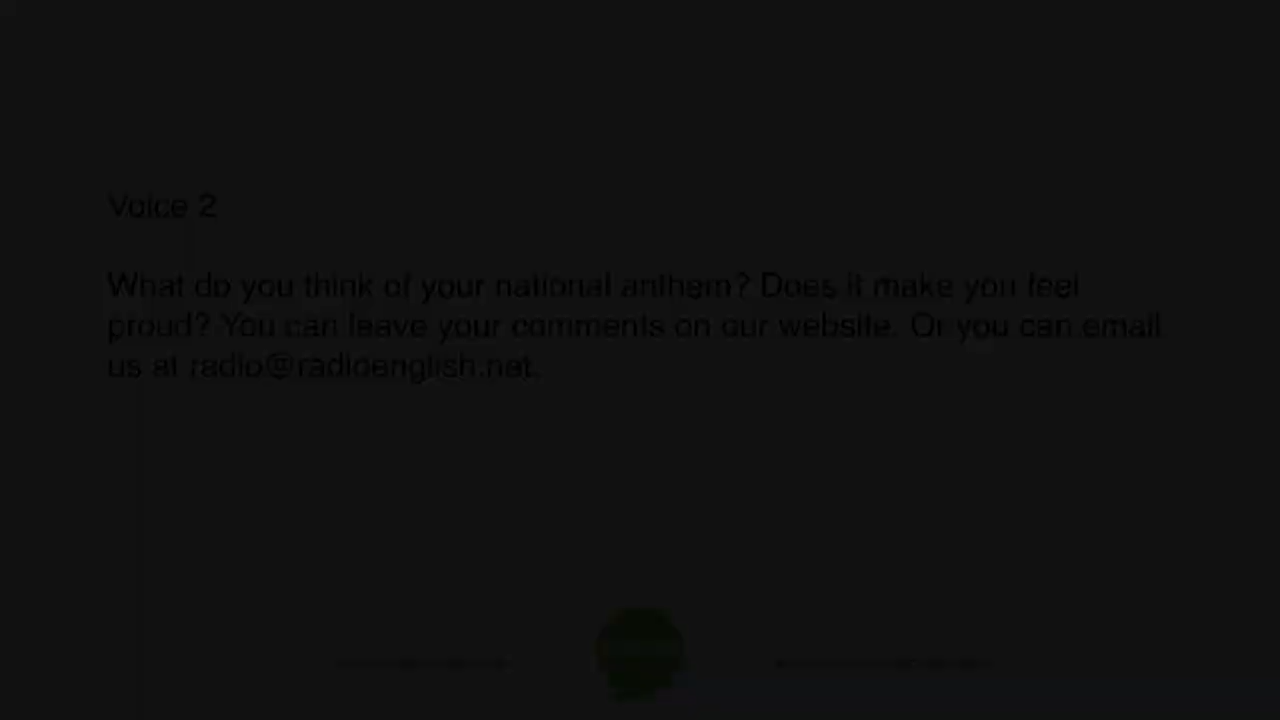 Voice 2
What do you think of your national anthem? Does it make you feel
proud? You can leave your comments on our website. Or you can email
us at radio@radioenglish.net.